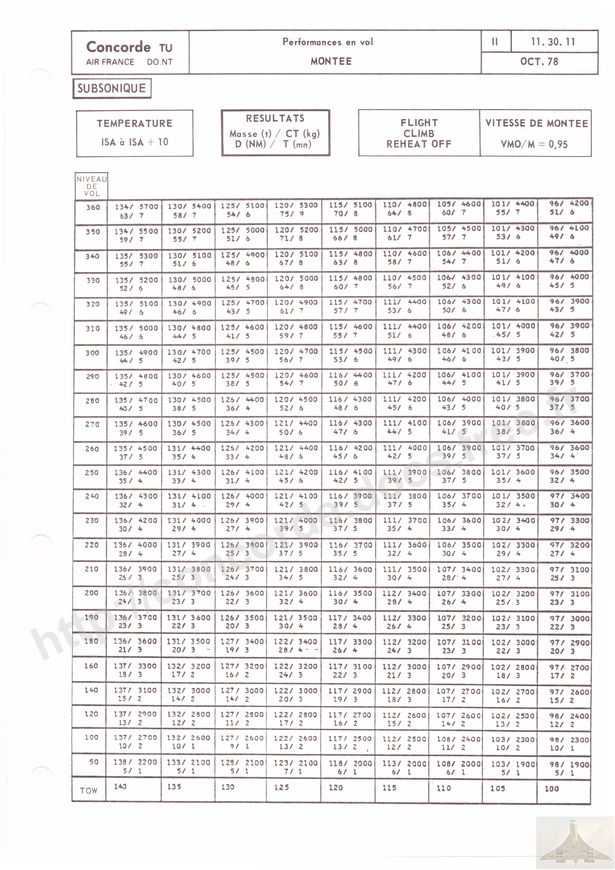 Concorde TU
AIR FRANCE DO.NT
Performances en vol
MONTEE
II 11.30.11
OCT. 78
SUBSONIQUE
TEMPERATURE
ISA à ISA + 10
RESULTATS
Masse (t) / CT (kg)
D (NM) / T (mn)
FLIGHT
CLIMB
REHEAT OFF
VITESSE DE MONTEE
VMO/M = 0,95
NIVEAU
DE
VOL
360 134/ 5700 130/ 5400 125/ 5100 120/ 5300 115/ 5100 110/ 4800 105/ 4600 101/ 4400 96/ 4200
63/ 7 58/ 7 54/ 6 75/ 9 70/ 8 64/ 8 60/ 7 55/ 7 51/ 6
350 134/ 5500 130/ 5200 125/ 5000 120/ 5200 115/ 5000 110/ 4700 105/ 4500 101/ 4300 96/ 4100
59/ 7 55/ 7 51/ 6 71/ 8 66/ 8 61/ 7 57/ 7 53/ 6 49/ 6
340 135/ 5300 130/ 5100 125/ 4900 120/ 5100 115/ 4800 110/ 4600 106/ 4400 101/ 4200 96/ 4000
55/ 7 51/ 6 48/ 6 67/ 8 63/ 8 58/ 7 54/ 7 51/ 6 47/ 6
330 135/ 5200 130/ 5000 125/ 4800 120/ 5000 115/ 4800 110/ 4500 106/ 4300 101/ 4100 96/ 4000
52/ 6 48/ 6 45/ 5 64/ 8 60/ 7 56/ 7 52/ 6 49/ 6 45/ 5
320 135/ 5100 130/ 4900 125/ 4700 120/ 4900 115/ 4700 111/ 4400 106/ 4300 101/ 4100 96/ 3900
49/ 6 46/ 6 43/ 5 61/ 7 57/ 7 53/ 6 50/ 6 47/ 6 43/ 5
310 135/ 5000 130/ 4800 125/ 4600 120/ 4800 115/ 4600 111/ 4400 106/ 4200 101/ 4000 96/ 3900
46/ 6 44/ 5 41/ 5 59/ 7 55/ 7 51/ 6 48/ 6 45/ 5 42/ 5
300 135/ 4900 130/ 4700 125/ 4500 120/ 4700 115/ 4500 111/ 4300 106/ 4100 101/ 3900 96/ 3800
44/ 5 42/ 5 39/ 5 56/ 7 53/ 6 49/ 6 46/ 6 43/ 5 40/ 5
290 135/ 4800 130/ 4600 125/ 4500 120/ 4600 116/ 4400 111/ 4200 106/ 4100 101/ 3900 96/ 3700
42/ 5 40/ 5 38/ 5 54/ 7 50/ 8 47/ 6 44/ 5 41/ 5 39/ 5
280 135/ 4700 130/ 4500 126/ 4400 120/ 4500 116/ 4300 111/ 4200 106/ 4000 101/ 3800 96/ 3700
40/ 5 38/ 5 36/ 4 52/ 6 48/ 6 45/ 6 43/ 5 40/ 5 37/ 5
270 135/ 4600 130/ 4500 126/ 4300 121/ 4400 116/ 4300 111/ 4100 106/ 3900 101/ 3800 96/ 3600
39/ 5 36/ 5 34/ 4 50/ 6 47/ 6 44/ 5 41/ 5 38/ 5 36/ 4
260 135/ 4500 131/ 4400 126/ 4200 121/ 4300 116/ 4200 111/ 4000 106/ 3900 101/ 3700 96/ 3600
37/ 5 35/ 4 33/ 4 48/ 5 45/ 6 42/ 5 39/ 5 37/ 5 34/ 4
250 136/ 4400 131/ 4300 126/ 4100 121/ 4200 116/ 4100 111/ 3900 106/ 3800 101/ 3600 96/ 3500
35/ 4 33/ 4 31/ 4 45/ 6 42/ 5 39/ 5 37/ 5 35/ 4 32/ 4
240 136/ 4300 131/ 4100 126/ 4000 121/ 4100 116/ 3900 111/ 3800 106/ 3700 101/ 3500 97/ 3400
32/ 4 31/ 4 29/ 4 42/ 5 39/ 5 37/ 5 35/ 4 32/ 4 30/ 4
230 136/ 4200 131/ 4000 126/ 3900 121/ 4000 116/ 3800 111/ 3700 106/ 3600 102/ 3400 97/ 3300
30/ 4 29/ 4 27/ 4 39/ 5 37/ 5 35/ 4 33/ 4 30/ 4 29/ 4
220 136/ 4000 131/ 3900 126/ 3800 121/ 3900 116/ 3700 111/ 3600 106/ 3500 102/ 3300 97/ 3200
28/ 4 27/ 4 25/ 3 37/ 5 35/ 5 32/ 4 30/ 4 29/ 4 27/ 4
210 136/ 3900 131/ 3800 126/ 3700 121/ 3800 116/ 3600 111/ 3500 107/ 3400 102/ 3300 97/ 3100
26/ 3 25/ 3 24/ 3 34/ 5 32/ 4 30/ 4 28/ 4 27/ 4 25/ 3
200 136/ 3800 131/ 3700 126/ 3600 121/ 3600 116/ 3500 112/ 3400 107/ 3300 102/ 3200 97/ 3100
24/ 3 23/ 3 22/ 3 32/ 4 30/ 4 28/ 4 26/ 4 25/ 3 23/ 3
190 136/ 3700 131/ 3600 126/ 3500 121/ 3500 117/ 3400 112/ 3300 107/ 3200 102/ 3100 97/ 3000
23/ 3 22/ 3 20/ 3 30/ 4 28/ 4 26/ 4 25/ 3 23/ 3 22/ 3
180 136/ 3600 131/ 3500 127/ 3400 122/ 3400 117/ 3300 112/ 3200 107/ 3100 102/ 3000 97/ 2900
21/ 3 20/ 3 19/ 3 28/ 4 26/ 4 24/ 3 23/ 3 22/ 3 20/ 3
160 137/ 3300 132/ 3200 127/ 3200 122/ 3200 117/ 3100 112/ 3000 107/ 2900 102/ 2800 97/ 2700
18/ 3 17/ 2 16/ 2 24/ 3 22/ 3 21/ 3 20/ 3 18/ 3 17/ 2
140 137/ 3100 132/ 3000 127/ 3000 122/ 3000 117/ 2900 112/ 2800 107/ 2700 102/ 2700 97/ 2600
15/ 2 14/ 2 14/ 2 20/ 3 19/ 3 18/ 3 17/ 2 16/ 2 15/ 2
120 137/ 2900 132/ 2800 127/ 2800 122/ 2800 117/ 2700 112/ 2600 107/ 2600 102/ 2500 98/ 2400
13/ 2 12/ 2 11/ 2 17/ 2 16/ 2 15/ 2 14/ 2 13/ 2 12/ 2
100 137/ 2700 132/ 2600 127/ 2600 122/ 2600 117/ 2500 112/ 2500 108/ 2400 103/ 2300 98/ 2300
10/ 2 10/ 1 9/ 1 13/ 2 13/ 2 12/ 2 11/ 2 10/ 2 10/ 1
50 138/ 2200 133/ 2100 128/ 2100 123/ 2100 118/ 2000 113/ 2000 108/ 2000 103/ 1900 98/ 1900
5/ 1 5/ 1 5/ 1 7/ 1 6/ 1 6/ 1 6/ 1 5/ 1 5/ 1
TOW 140 135 130 125 120 115 110 105 100
http://concorde.docs.free.fr